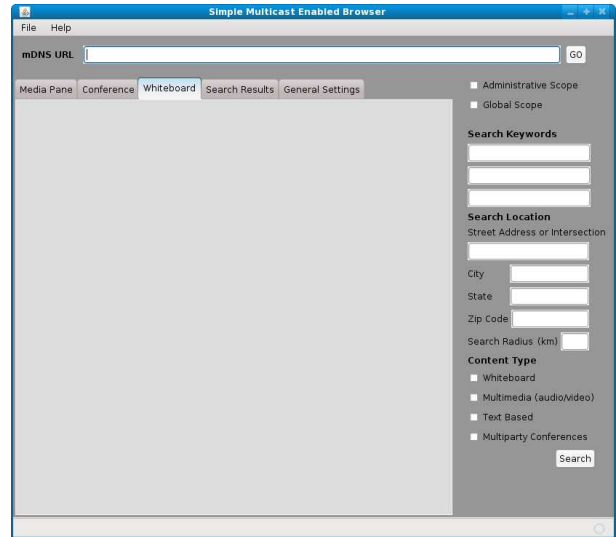 Simple Multicast Enabled Browser
File Help
mDNS URL GO
Media Pane Conference Whiteboard Search Results General Settings
Administrative Scope
Global Scope
Search Keywords
Search Location
Street Address or Intersection
City
State
Zip Code
Search Radius (km)
Content Type
Whiteboard
Multimedia (audio/video)
Text Based
Multiparty Conferences
Search